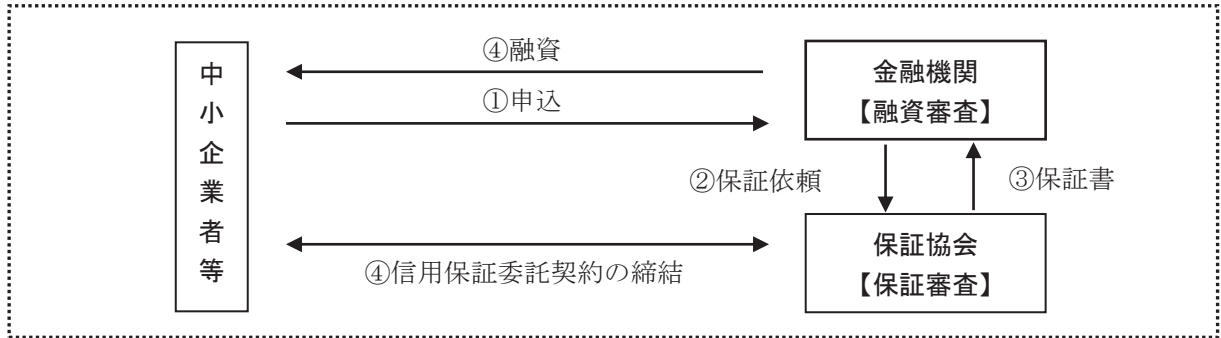 中小企業者等
④融資
①申込
金融機関
【融資審査】
②保証依頼
③保証書
④信用保証委託契約の締結
保証協会
【保証審査】